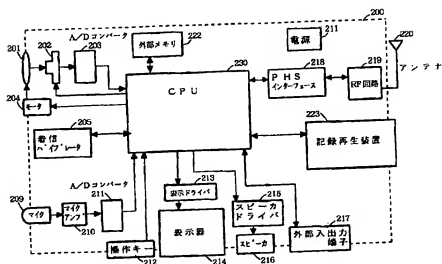 200
A/Dコンバータ
201
202
203
外部メモリ
222
電源
211
220
アンテナ
230
CPU
218
PHS
インターフェース
219
RF回路
204
モータ
205
着信
バイブレータ
223
記録再生装置
A/Dコンバータ
211
209
マイク
マイク
アンプ
210
213
表示ドライバ
218
スピーカ
ドライバ
217
外部入出力
端子
操作キー
212
表示器
214
スピーカ
216